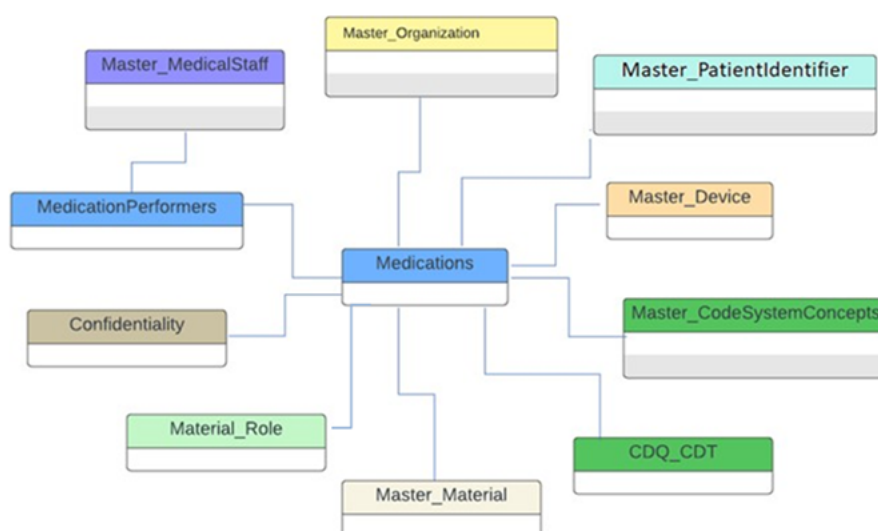 Master_Organization
Master_MedicalStaff
Master_PatientIdentifier
MedicationPerformers
Master_Device
Medications
Confidentiality
Master_CodeSystemConcepts
Material_Role
CDQ_CDT
Master_Material